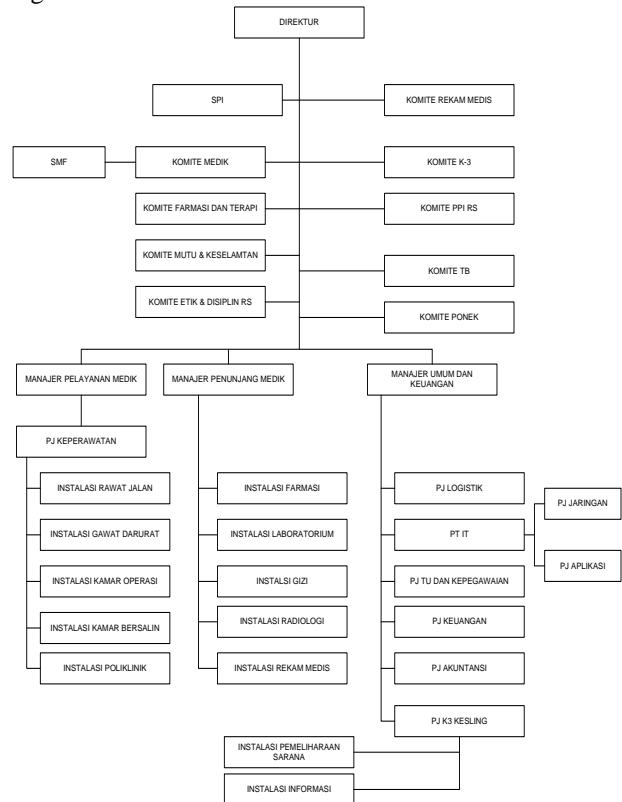 DIREKTUR
SPI
KOMITE REKAM MEDIS
SMF
KOMITE MEDIK
KOMITE K-3
KOMITE FARMASI DAN TERAPI
KOMITE PPI RS
KOMITE MUTU & KESELAMTAN
KOMITE TB
KOMITE ETIK & DISIPLIN RS
KOMITE PONEK
MANAJER PELAYANAN MEDIK
MANAJER PENUNJANG MEDIK
MANAJER UMUM DAN
KEUANGAN
PJ KEPERAWATAN
INSTALASI RAWAT JALAN
INSTALASI FARMASI
PJ LOGISTIK
PJ JARINGAN
INSTALASI GAWAT DARURAT
INSTALASI LABORATORIUM
PT IT
PJ APLIKASI
INSTALASI KAMAR OPERASI
INSTALSI GIZI
PJ TU DAN KEPEGAWAIAN
INSTALASI KAMAR BERSALIN
INSTALASI RADIOLOGI
PJ KEUANGAN
INSTALASI POLIKLINIK
INSTALASI REKAM MEDIS
PJ AKUNTANSI
PJ K3 KESLING
INSTALASI PEMELIHARAAN
SARANA
INSTALASI INFORMASI